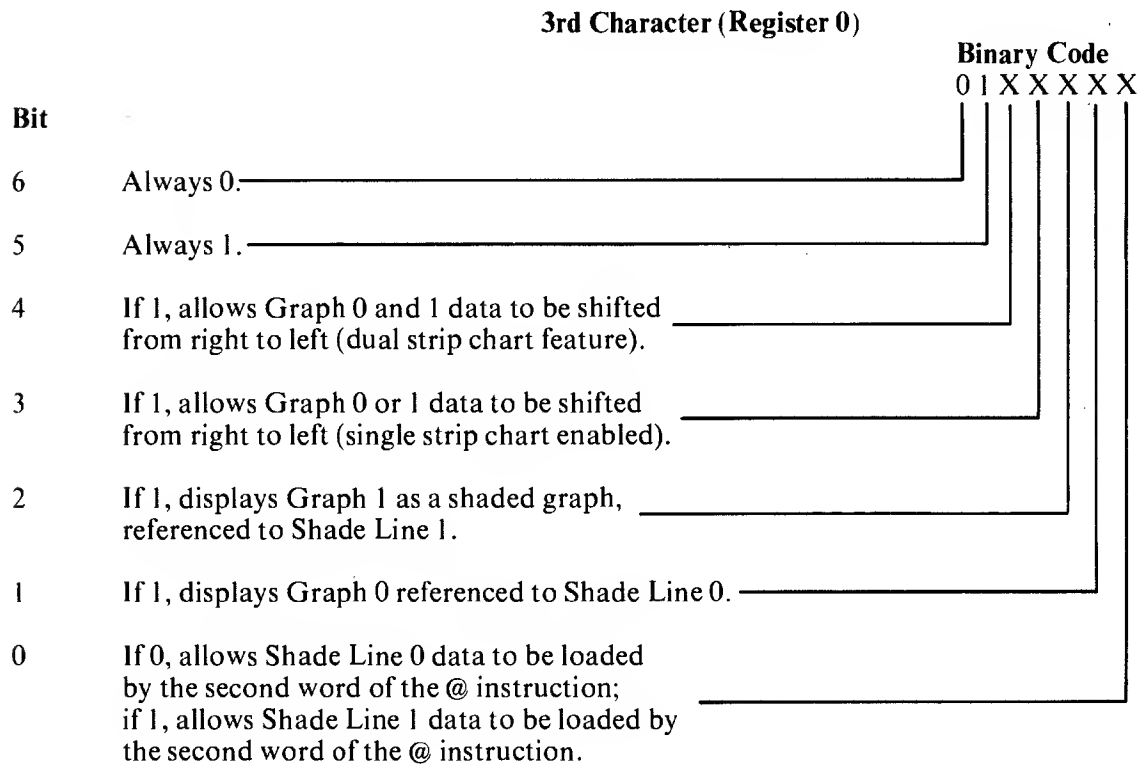 3rd Character (Register 0)
Binary Code
0 1 X X X X X
Bit
6 Always 0.
5 Always 1.
4 If 1, allows Graph 0 and 1 data to be shifted
from right to left (dual strip chart feature).
3 If 1, allows Graph 0 or 1 data to be shifted
from right to left (single strip chart enabled).
2 If 1, displays Graph 1 as a shaded graph,
referenced to Shade Line 1.
1 If 1, displays Graph 0 referenced to Shade Line 0.
0 If 0, allows Shade Line 0 data to be loaded
by the second word of the @ instruction;
if 1, allows Shade Line 1 data to be loaded by
the second word of the @ instruction.